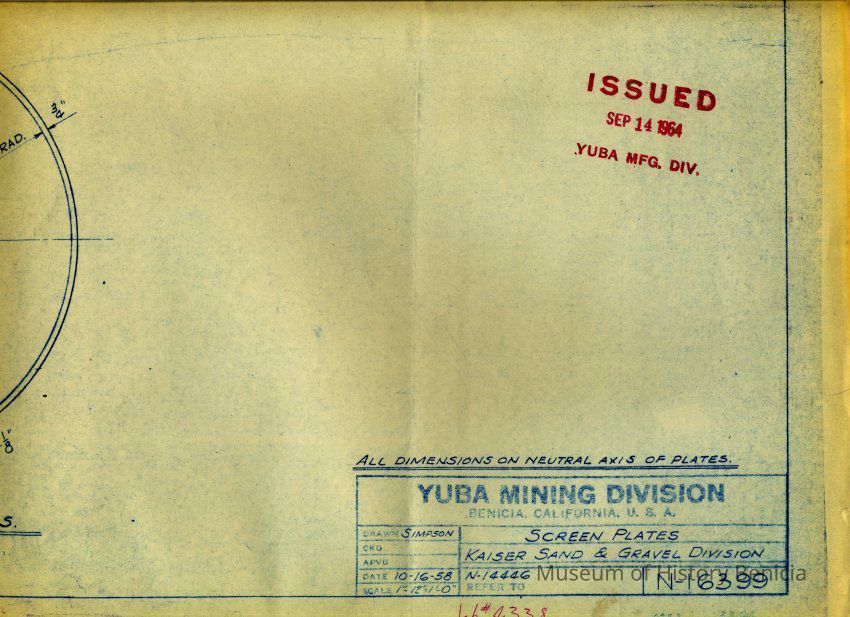 ISSUED
SEP 14 1964
YUBA MFG. DIV.
3/4"
RAD.
1/8"
S.
ALL DIMENSIONS ON NEUTRAL AXIS OF PLATES.
YUBA MINING DIVISION
BENICIA, CALIFORNIA, U. S. A.
DRAWN SIMPSON
SCREEN PLATES
CKD
KAISER SAND & GRAVEL DIVISION
APVD
DATE 10-16-58
N-14446
SCALE
REFER TO
N-16399
Museum of History Benicia